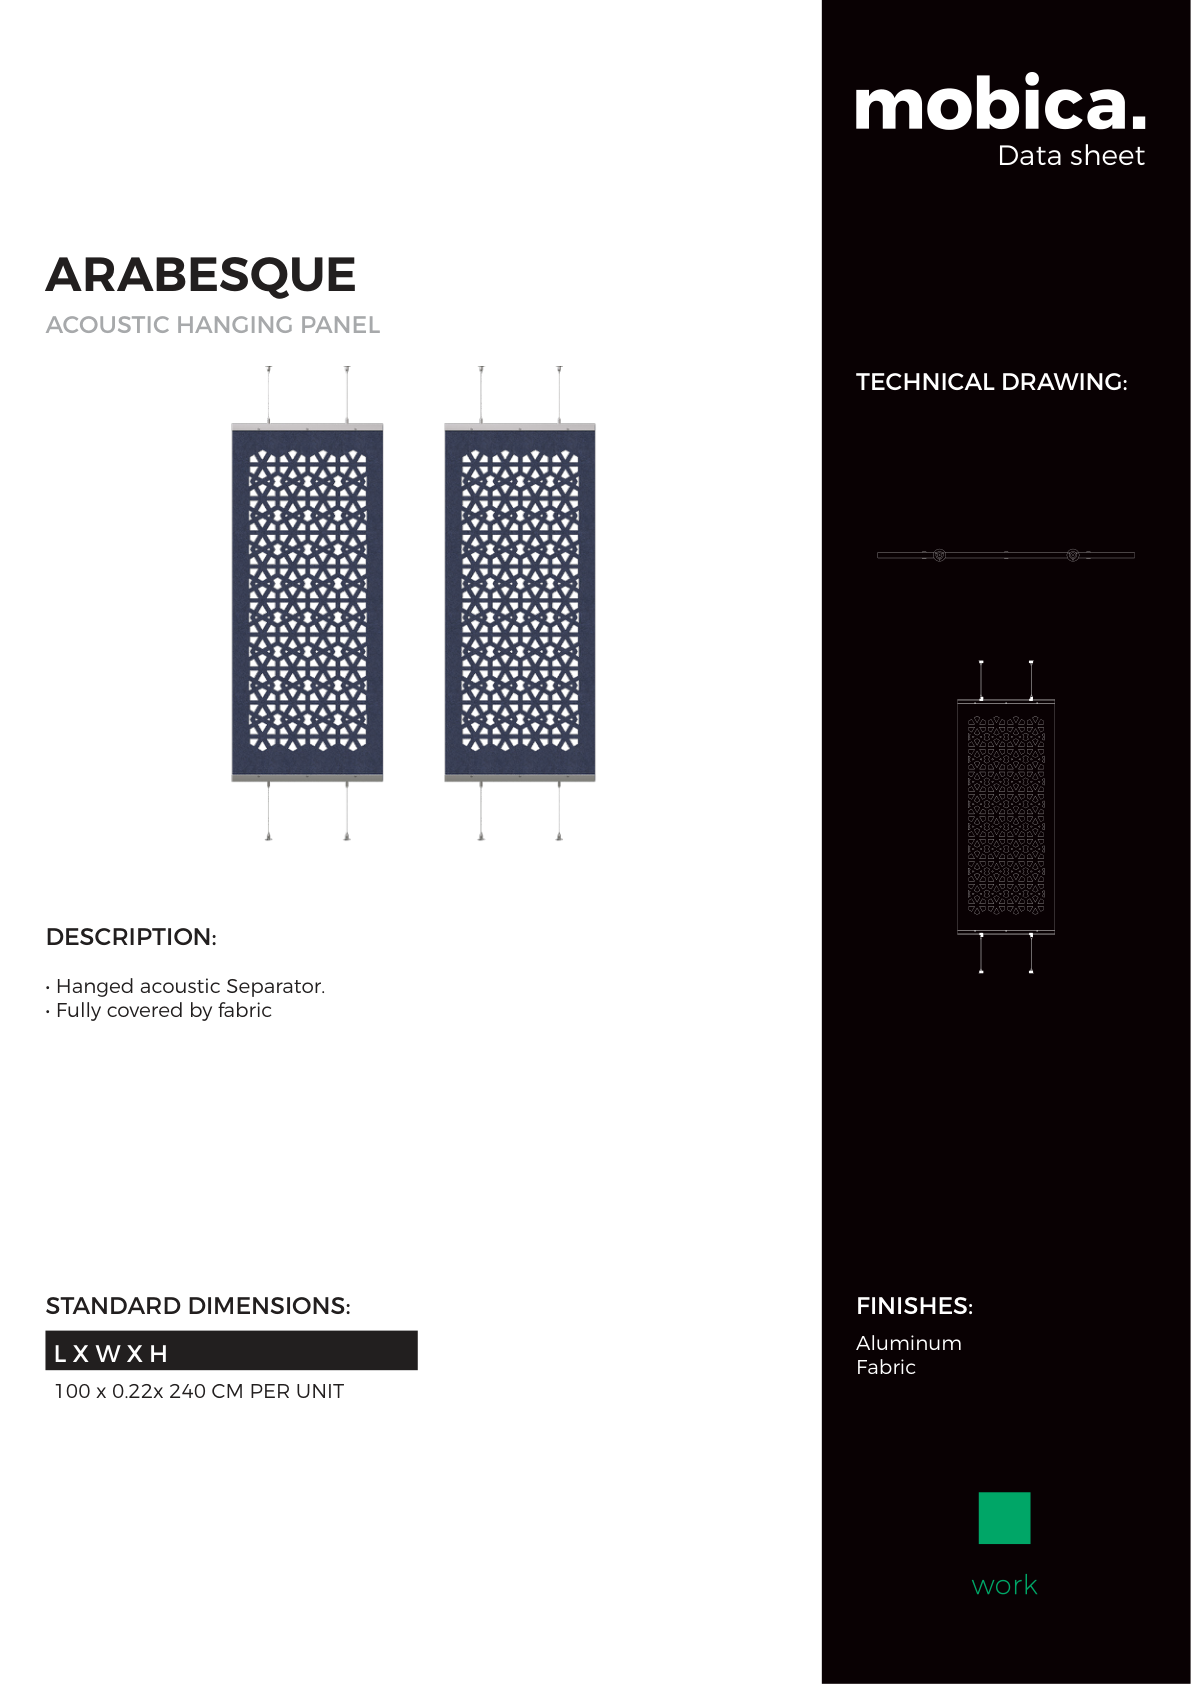 mobica.
Data sheet
ARABESQUE
ACOUSTIC HANGING PANEL
TECHNICAL DRAWING:
DESCRIPTION:
• Hanged acoustic Separator.
• Fully covered by fabric
STANDARD DIMENSIONS:
L X W X H
100 x 0.22x 240 CM PER UNIT
FINISHES:
Aluminum
Fabric
work